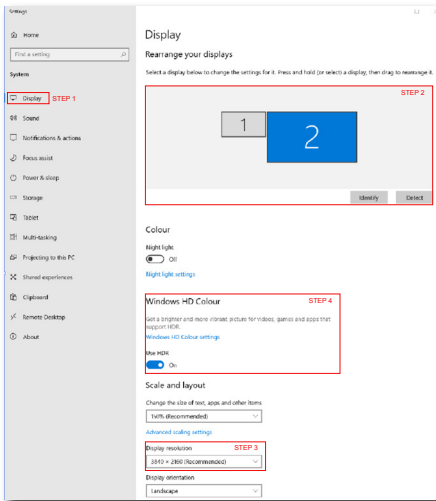 Settings
Home
Find a setting
System
Display
STEP 1
Sound
Notifications & actions
Focus assist
Power & sleep
Storage
Tablet
Multi-tasking
Projecting to this PC
Shared experiences
Clipboard
Remote Desktop
About
Display
Rearrange your displays
Select a display below to change the settings for it. Press and hold (or select) a display, then drag to rearrange it.
STEP 2
1
2
Identify
Detect
Colour
Night light
Off
Night light settings
Windows HD Colour
STEP 4
Get a brighter and more vibrant picture for videos, games and apps that
support HDR.
Windows HD Colour settings
Use HDR
On
Scale and layout
Change the size of text, apps and other items
150% (Recommended)
Advanced scaling settings
Display resolution
STEP 3
3840 × 2160 (Recommended)
Display orientation
Landscape